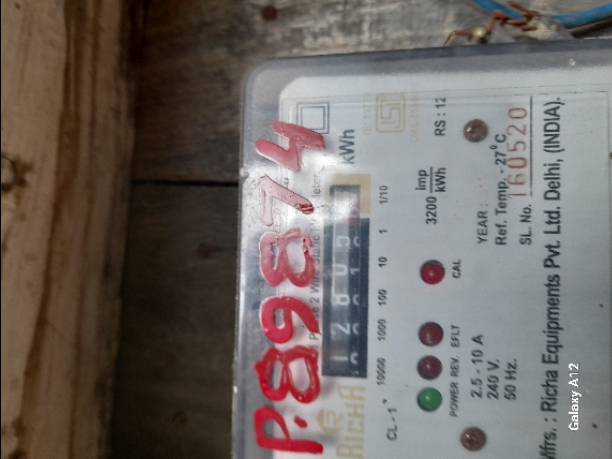 P.89874
RICHA
kWh
10000 1000 100 10 1 1/10
CL-1
3200 imp
kWh
RS : 12
POWER REV. EFLT
CAL
2.5 - 10 A
240 V.
50 Hz.
YEAR :
Ref. Temp. - 27°C
SL. No. 160520
Mfrs. : Richa Equipments Pvt. Ltd. Delhi, (INDIA).
Galaxy A12